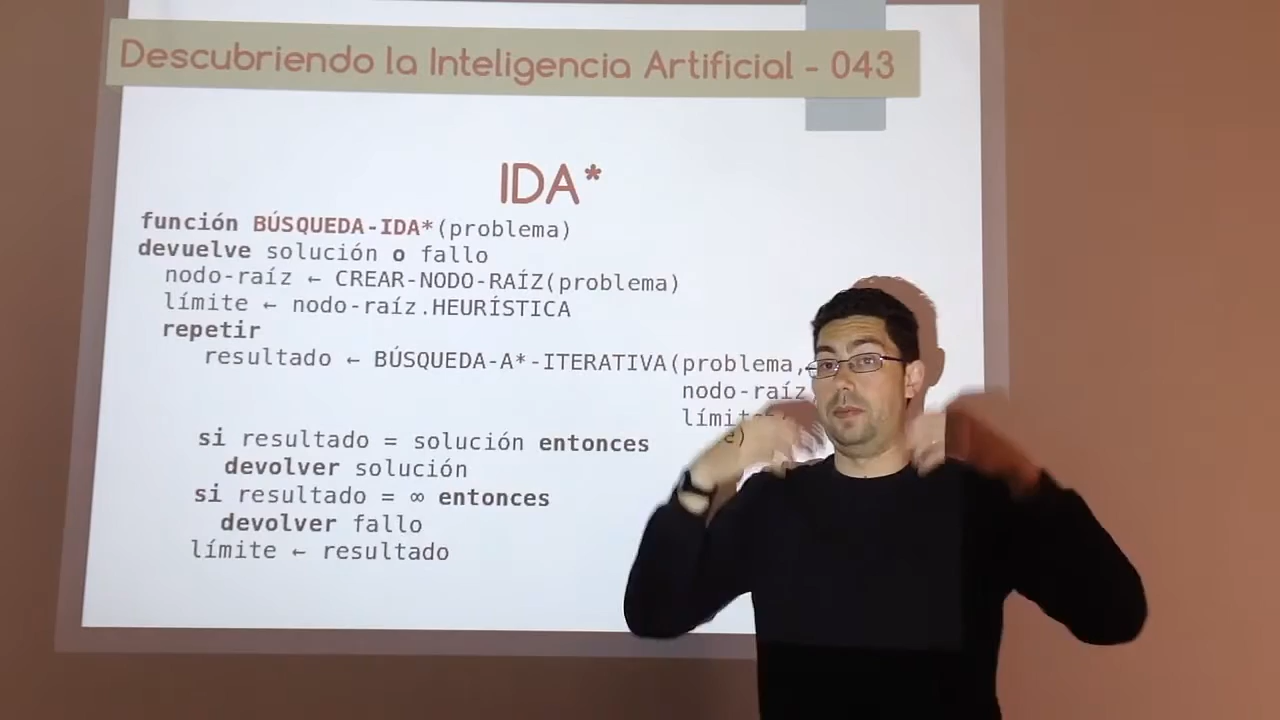 Descubriendo la Inteligencia Artificial - 043
IDA*
función BÚSQUEDA-IDA*(problema)
devuelve solución o fallo
nodo-raíz ← CREAR-NODO-RAÍZ(problema)
límite ← nodo-raíz.HEURÍSTICA
repetir
resultado ← BÚSQUEDA-A*-ITERATIVA(problema,
nodo-raíz
si resultado = solución entonces
devolver solución
si resultado = ∞ entonces
devolver fallo
límite ← resultado